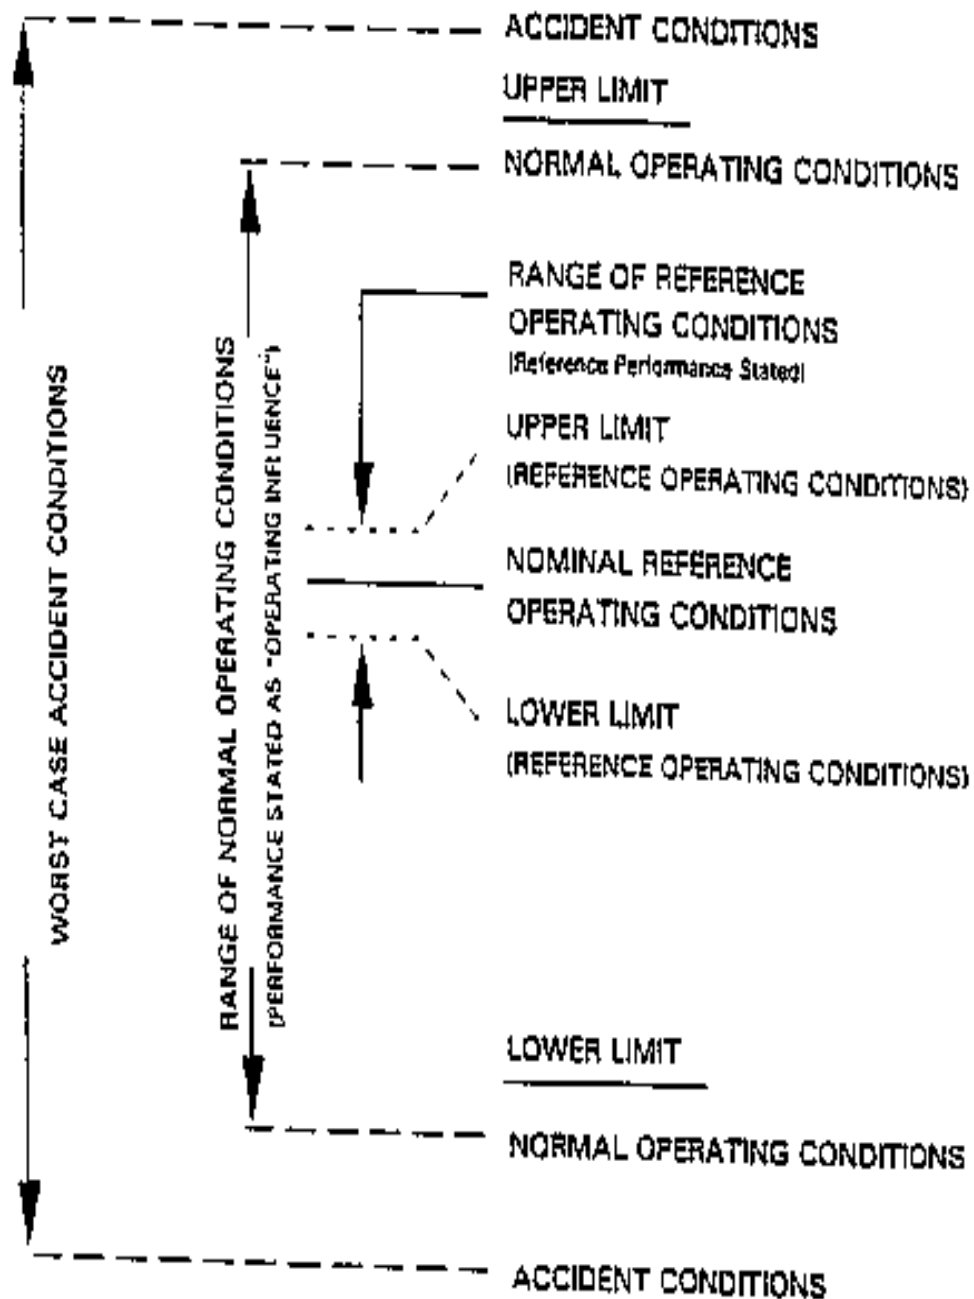 ACCIDENT CONDITIONS
UPPER LIMIT
NORMAL OPERATING CONDITIONS
RANGE OF REFERENCE
OPERATING CONDITIONS
(Reference Performance Stated)
UPPER LIMIT
(REFERENCE OPERATING CONDITIONS)
NOMINAL REFERENCE
OPERATING CONDITIONS
LOWER LIMIT
(REFERENCE OPERATING CONDITIONS)
LOWER LIMIT
NORMAL OPERATING CONDITIONS
ACCIDENT CONDITIONS
WORST CASE ACCIDENT CONDITIONS
RANGE OF NORMAL OPERATING CONDITIONS
(PERFORMANCE STATED AS "OPERATING INFLUENCE")